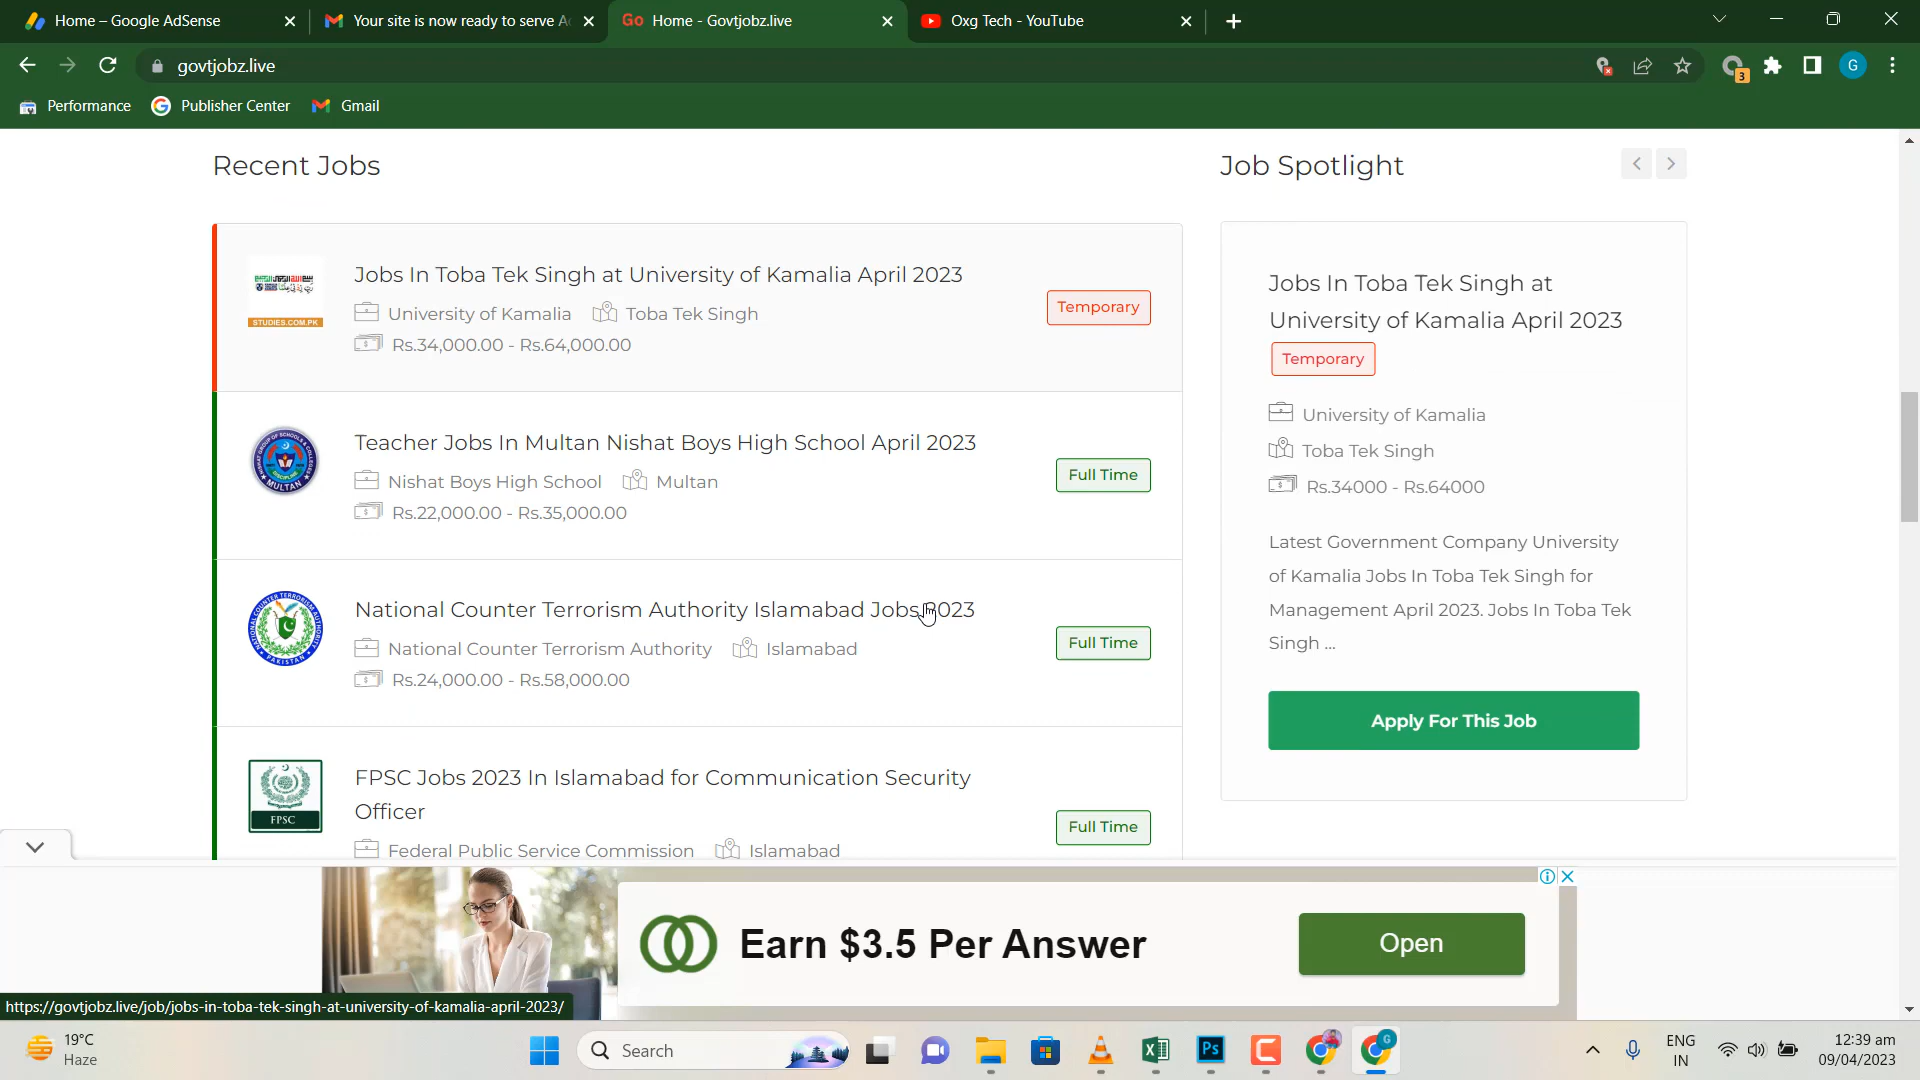 Home – Google AdSense
Your site is now ready to serve A
Go Home - Govtjobz.live
Oxg Tech - YouTube
govtjobz.live
3
G
Performance
Publisher Center
Gmail
Recent Jobs
Job Spotlight
STUDIES.COM.PK
Jobs In Toba Tek Singh at University of Kamalia April 2023
University of Kamalia Toba Tek Singh
Rs.34,000.00 - Rs.64,000.00
Temporary
MULTAN
Teacher Jobs In Multan Nishat Boys High School April 2023
Nishat Boys High School Multan
Rs.22,000.00 - Rs.35,000.00
Full Time
NATIONAL COUNTER TERRORISM AUTHORITY
PAKISTAN
National Counter Terrorism Authority Islamabad Jobs 2023
National Counter Terrorism Authority Islamabad
Rs.24,000.00 - Rs.58,000.00
Full Time
FPSC
FPSC Jobs 2023 In Islamabad for Communication Security
Officer
Federal Public Service Commission Islamabad
Full Time
Jobs In Toba Tek Singh at
University of Kamalia April 2023
Temporary
University of Kamalia
Toba Tek Singh
Rs.34000 - Rs.64000
Latest Government Company University
of Kamalia Jobs In Toba Tek Singh for
Management April 2023. Jobs In Toba Tek
Singh ...
Apply For This Job
Earn $3.5 Per Answer
Open
https://govtjobz.live/job/jobs-in-toba-tek-singh-at-university-of-kamalia-april-2023/
19°C
Haze
Search
Ps
G
ENG
IN
12:39 am
09/04/2023